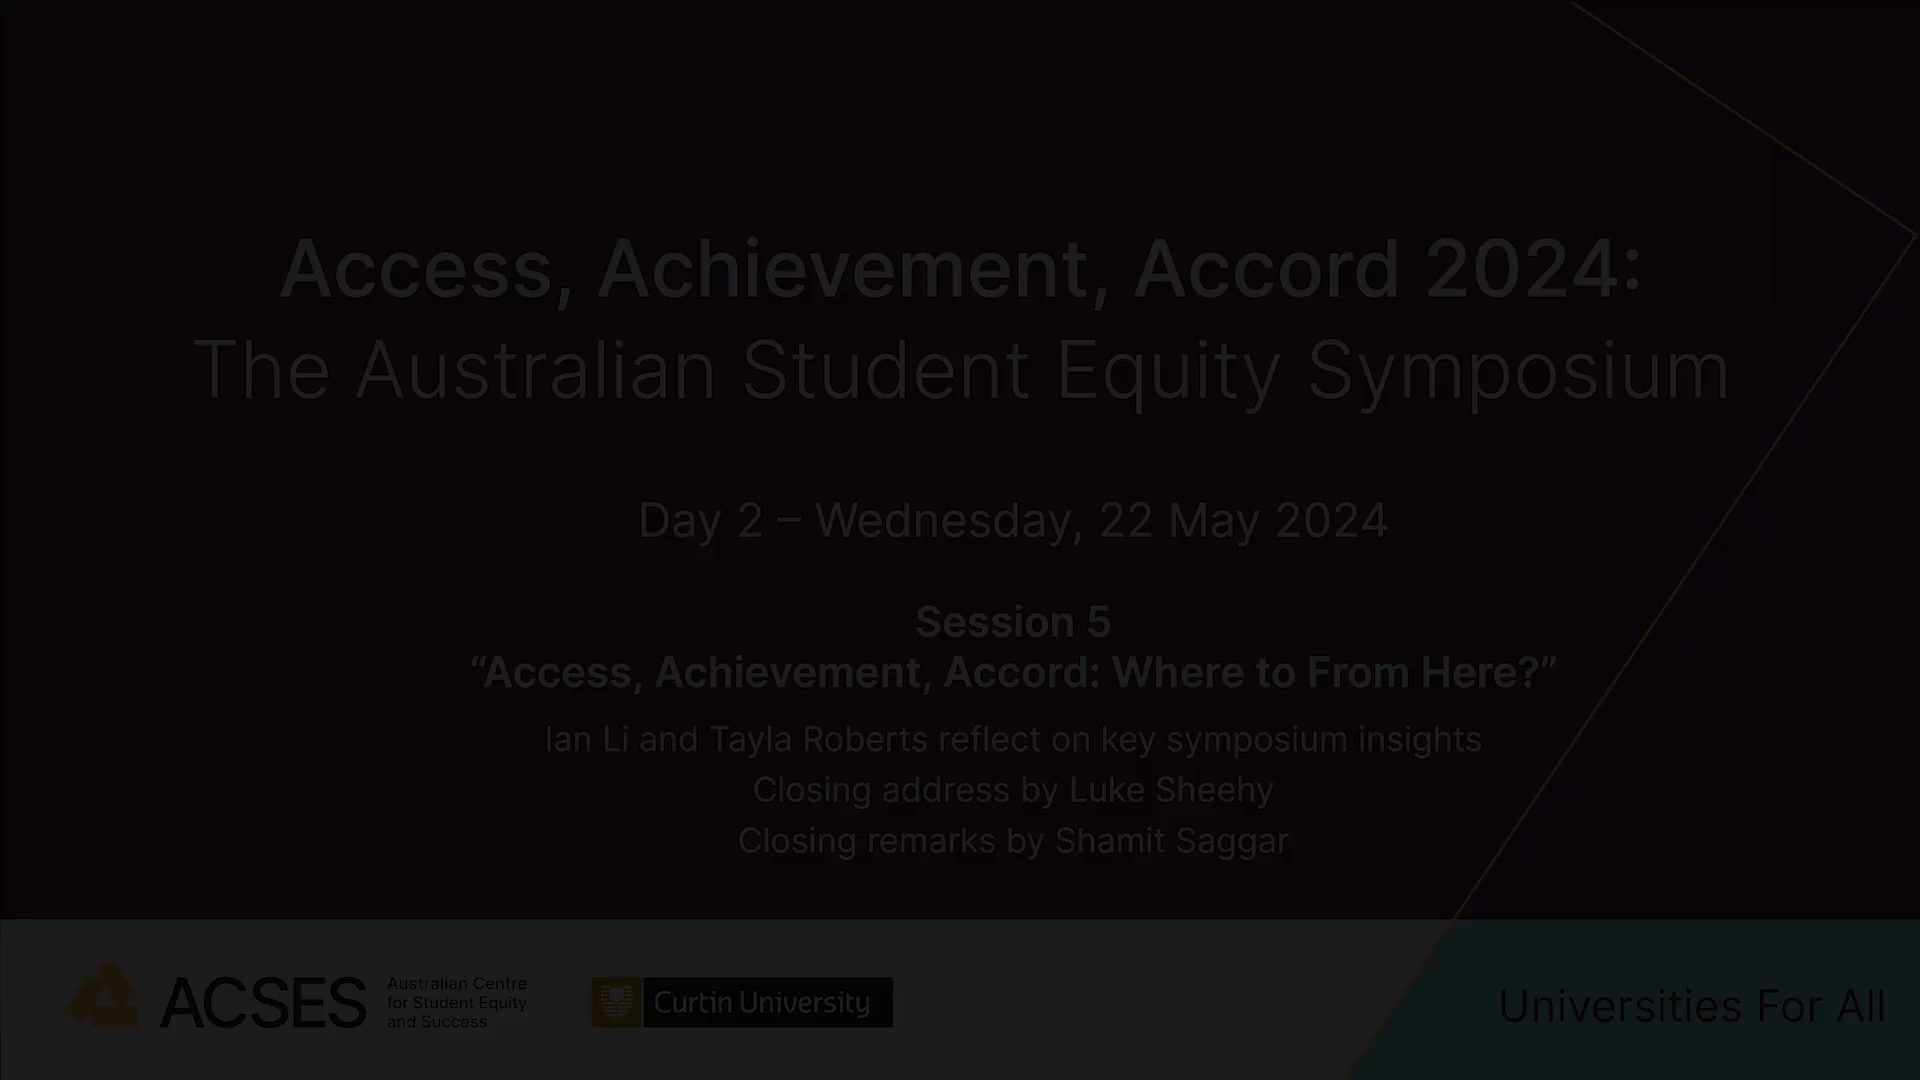 Access, Achievement, Accord 2024:
The Australian Student Equity Symposium
Day 2 – Wednesday, 22 May 2024
Session 5
“Access, Achievement, Accord: Where to From Here?”
Ian Li and Tayla Roberts reflect on key symposium insights
Closing address by Luke Sheehy
Closing remarks by Shamit Saggar
ACSES
Australian Centre
for Student Equity
and Success
Curtin University
Universities For All